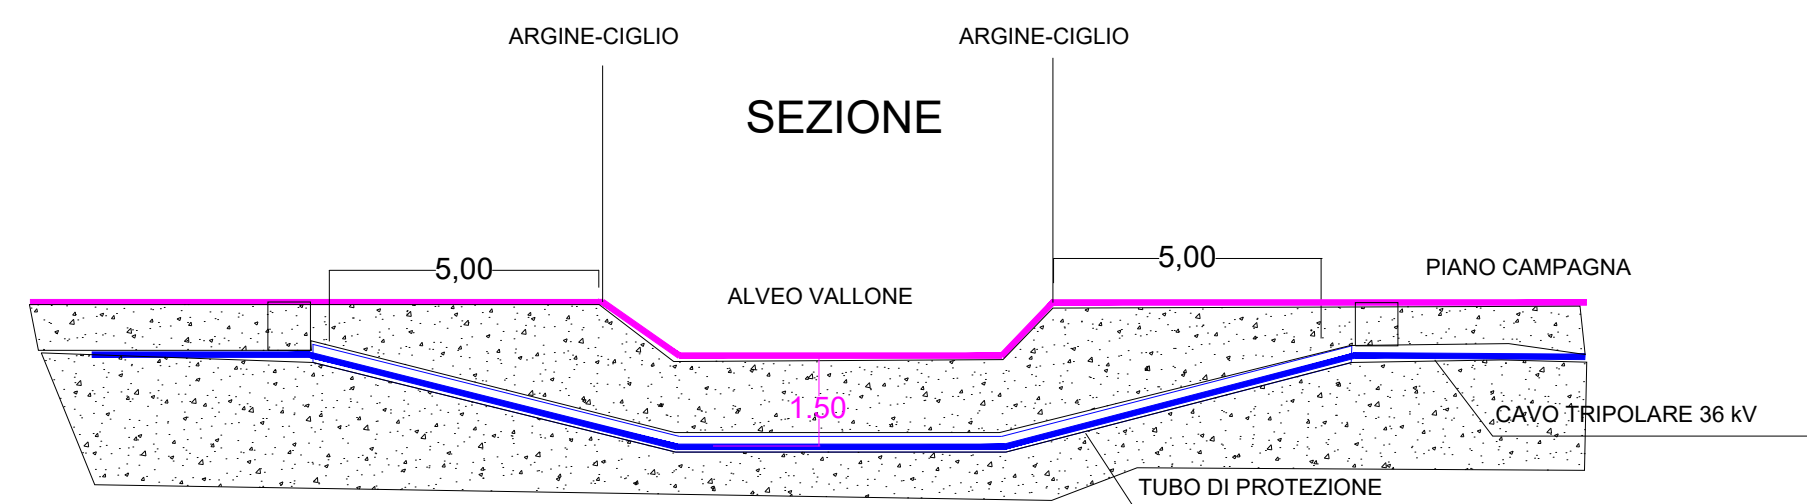 ARGINE-CIGLIO
ARGINE-CIGLIO
SEZIONE
5,00
5,00
PIANO CAMPAGNA
ALVEO VALLONE
1.50
CAVO TRIPOLARE 36 kV
TUBO DI PROTEZIONE